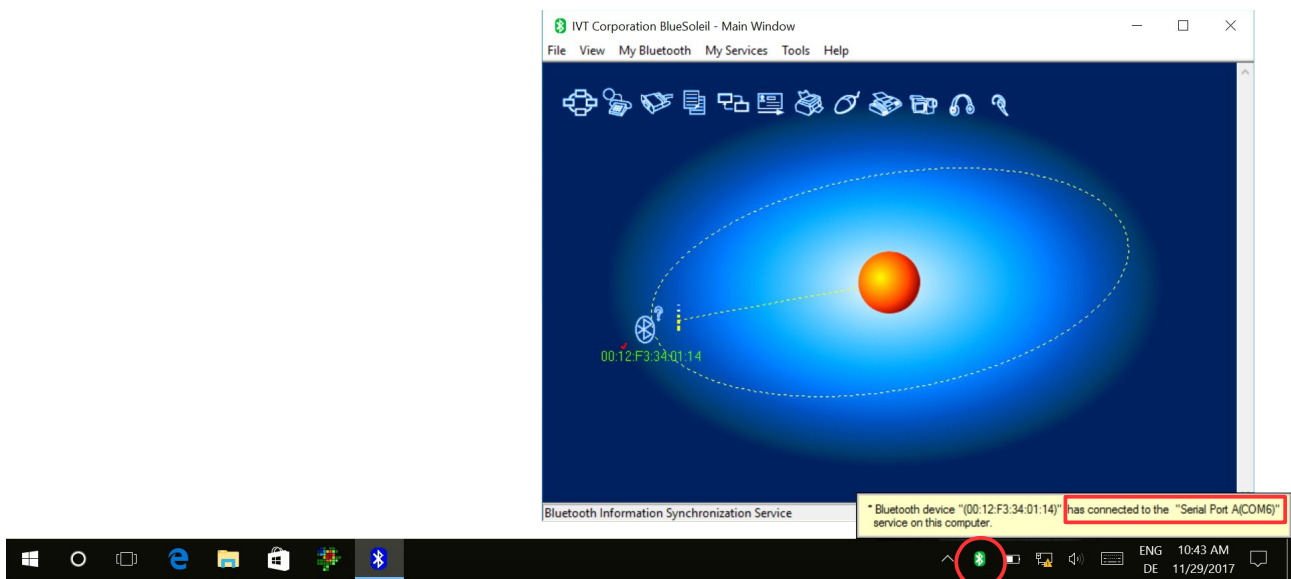 IVT Corporation BlueSoleil - Main Window
File View My Bluetooth My Services Tools Help
00:12:F3:34:01:14
Bluetooth Information Synchronization Service
* Bluetooth device "(00:12:F3:34:01:14)" has connected to the "Serial Port A(COM6)"
service on this computer.
ENG 10:43 AM
DE 11/29/2017